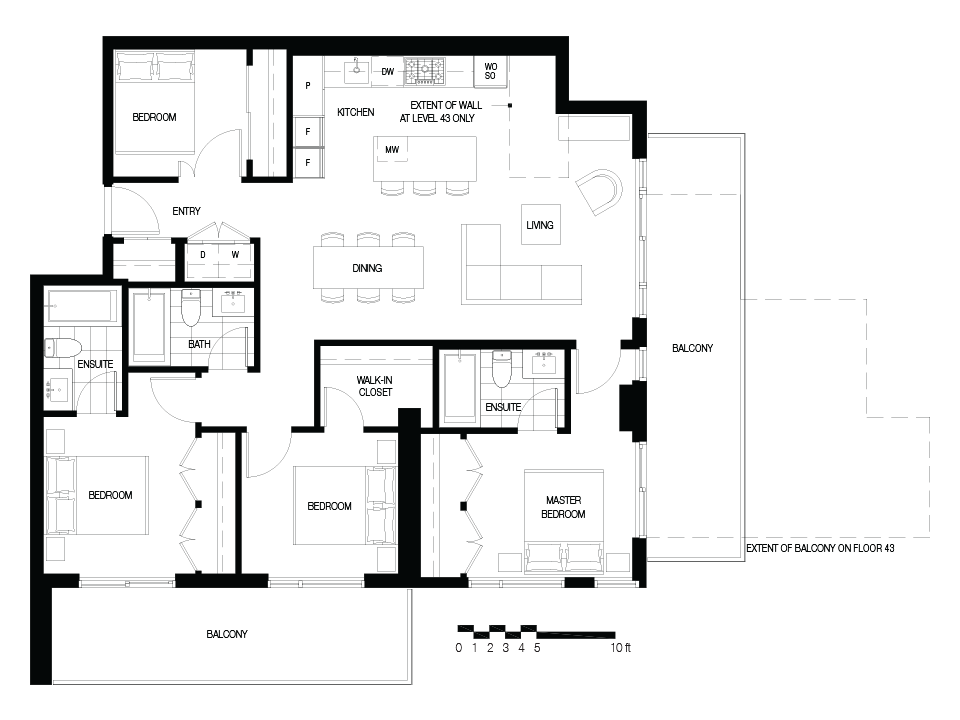 WO
SO
DW
P
KITCHEN
EXTENT OF WALL
AT LEVEL 43 ONLY
BEDROOM
F
MW
F
ENTRY
LIVING
D
W
DINING
BATH
BALCONY
ENSUITE
WALK-IN
CLOSET
ENSUITE
BEDROOM
BEDROOM
MASTER
BEDROOM
EXTENT OF BALCONY ON FLOOR 43
BALCONY
0 1 2 3 4 5 10 ft